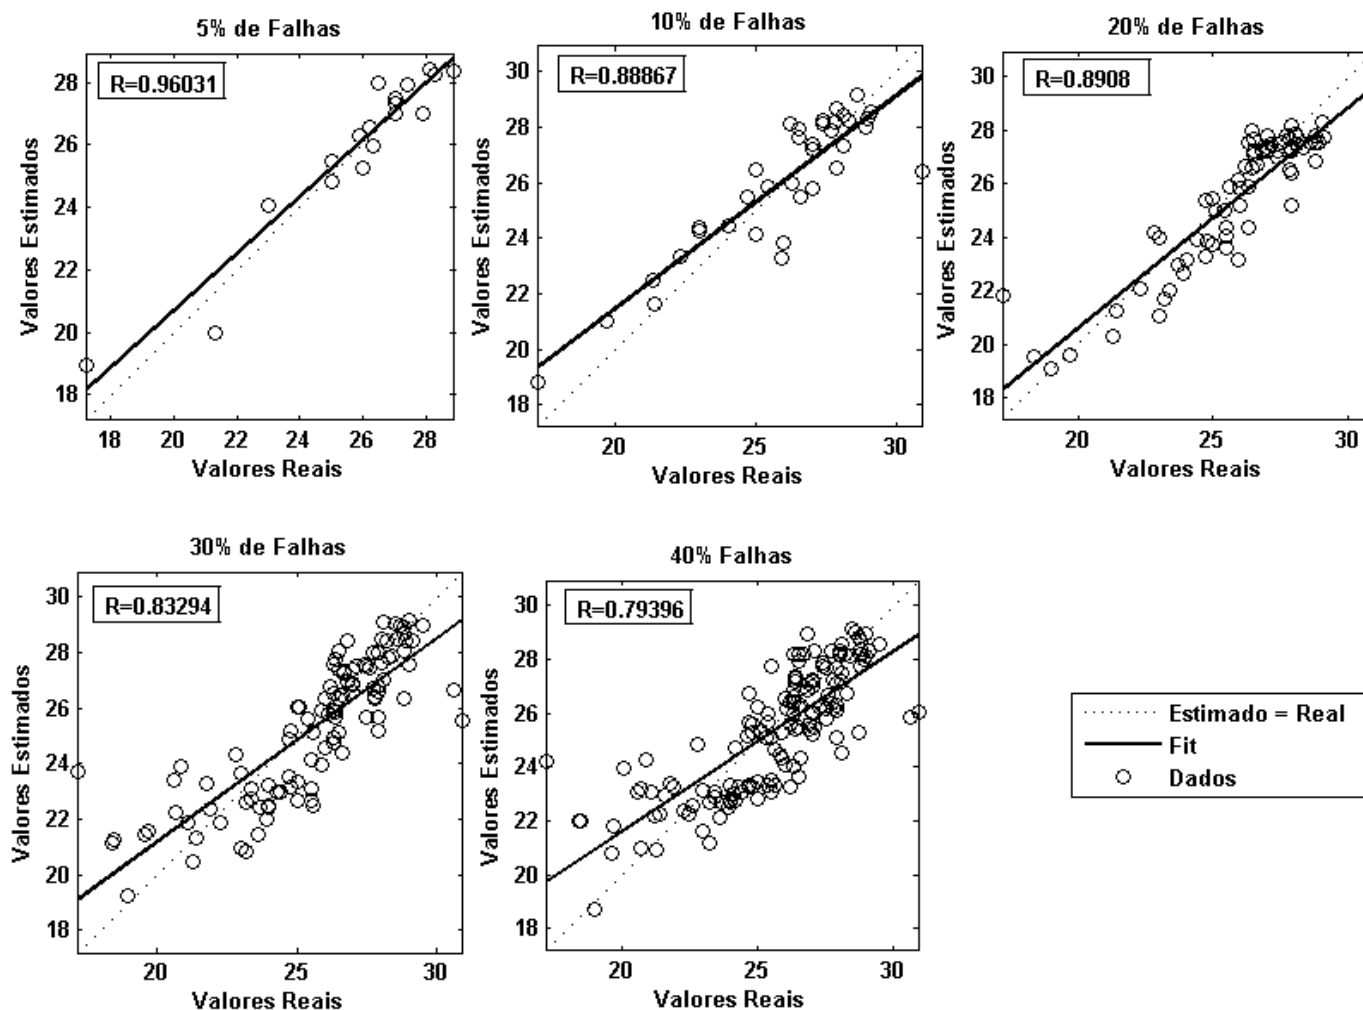 5% de Falhas
R=0.96031
28
26
24
22
20
18
Valores Estimados
18 20 22 24 26 28
Valores Reais
10% de Falhas
R=0.88867
30
28
26
24
22
20
18
Valores Estimados
20 25 30
Valores Reais
20% de Falhas
R=0.8908
30
28
26
24
22
20
18
Valores Estimados
20 25 30
Valores Reais
30% de Falhas
R=0.83294
30
28
26
24
22
20
18
Valores Estimados
20 25 30
Valores Reais
40% Falhas
R=0.79396
30
28
26
24
22
20
18
Valores Estimados
20 25 30
Valores Reais
Estimado = Real
Fit
Dados